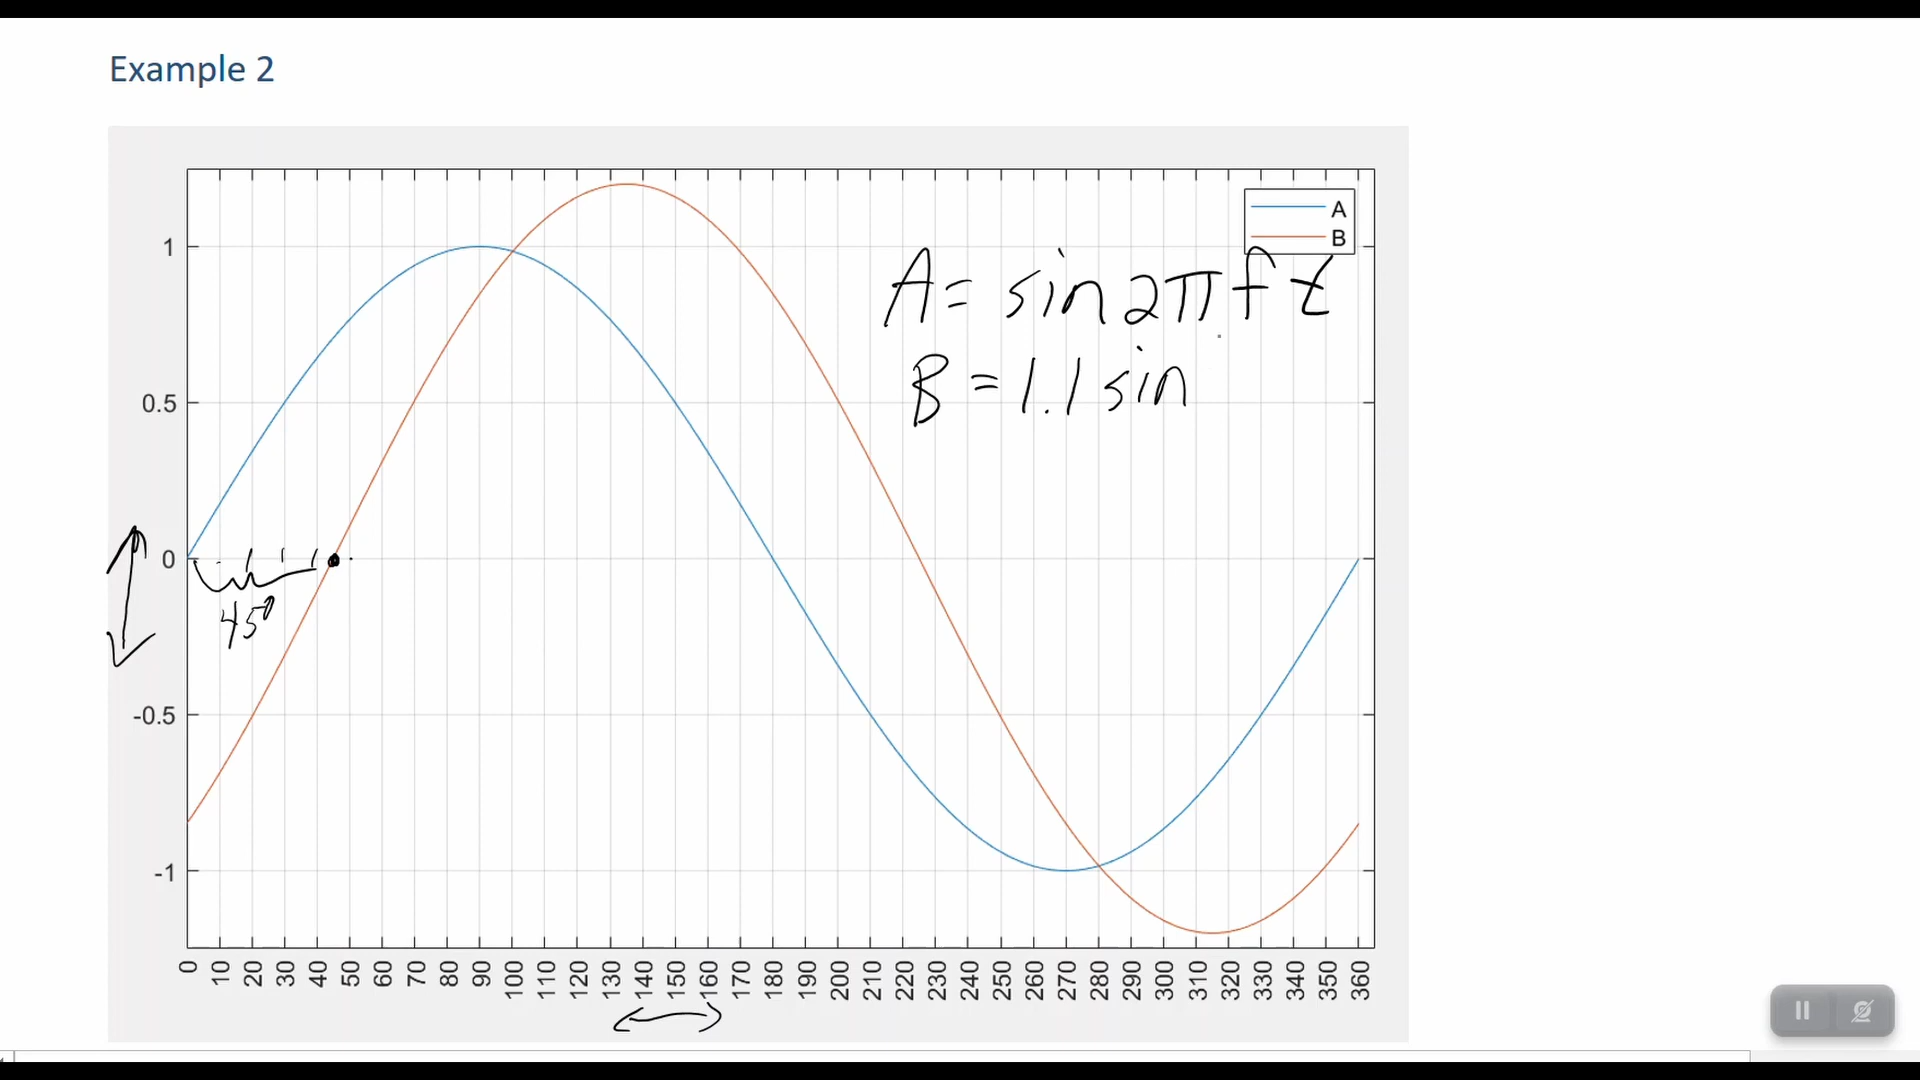 Example 2
A
B
A = sin 2π f t
B = 1.1 sin
1
0.5
0
-0.5
-1
45°
0 10 20 30 40 50 60 70 80 90 100 110 120 130 140 150 160 170 180 190 200 210 220 230 240 250 260 270 280 290 300 310 320 330 340 350 360